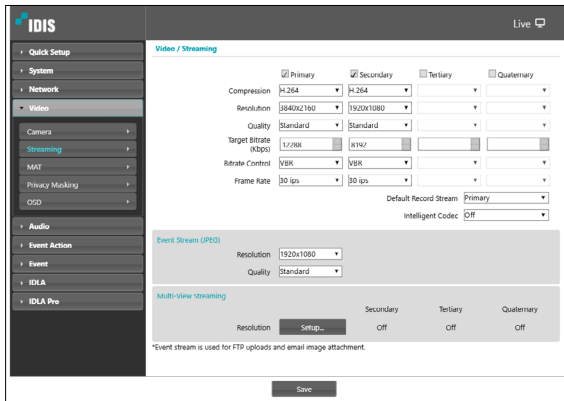 IDIS
Live
Quick Setup
System
Network
Video
Camera
Streaming
MAT
Privacy Masking
OSD
Audio
Event Action
Event
IDLA
IDLA Pro
Video / Streaming
Primary Secondary Tertiary Quaternary
Compression H.264 H.264
Resolution 3840x2160 1920x1080
Quality Standard Standard
Target Bitrate (Kbps) 12288 8192
Bitrate Control VBR VBR
Frame Rate 30 ips 30 ips
Default Record Stream Primary
Intelligent Codec Off
Event Stream (JPEG)
Resolution 1920x1080
Quality Standard
Multi-View Streaming
Secondary Tertiary Quaternary
Resolution Setup... Off Off Off
*Event stream is used for FTP uploads and email image attachment.
Save